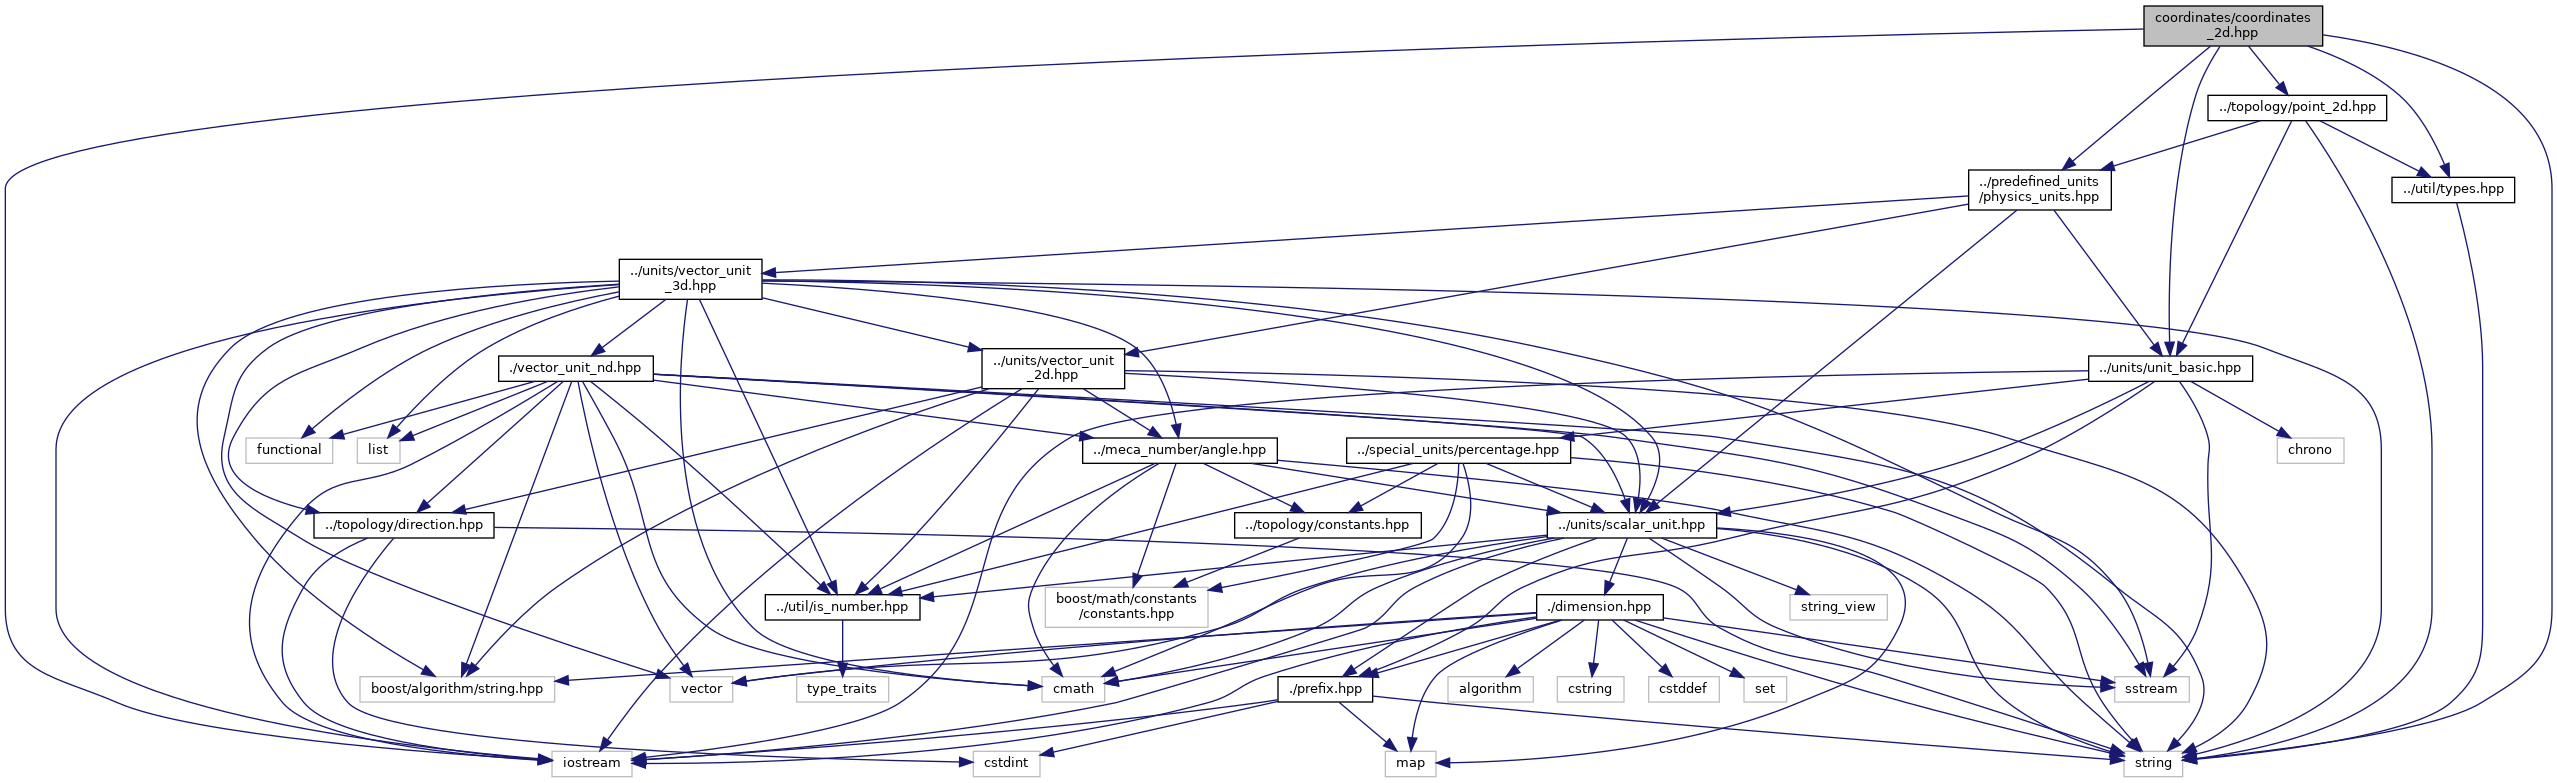 coordinates/coordinates
_2d.hpp
../topology/point_2d.hpp
../predefined_units
/physics_units.hpp
../util/types.hpp
../units/vector_unit
_3d.hpp
./vector_unit_nd.hpp
../units/vector_unit
_2d.hpp
../units/unit_basic.hpp
functional
list
../meca_number/angle.hpp
../special_units/percentage.hpp
chrono
../topology/direction.hpp
../topology/constants.hpp
../units/scalar_unit.hpp
../util/is_number.hpp
boost/math/constants
/constants.hpp
./dimension.hpp
string_view
boost/algorithm/string.hpp
vector
type_traits
cmath
./prefix.hpp
algorithm
cstring
cstddef
set
sstream
iostream
cstdint
map
string